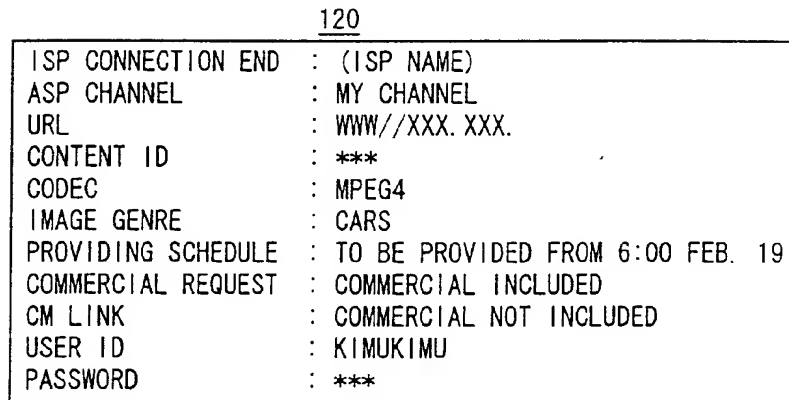 120
ISP CONNECTION END : (ISP NAME)
ASP CHANNEL : MY CHANNEL
URL : WWW//XXX.XXX.
CONTENT ID : ***
CODEC : MPEG4
IMAGE GENRE : CARS
PROVIDING SCHEDULE : TO BE PROVIDED FROM 6:00 FEB. 19
COMMERCIAL REQUEST : COMMERCIAL INCLUDED
CM LINK : COMMERCIAL NOT INCLUDED
USER ID : KIMUKIMU
PASSWORD : ***